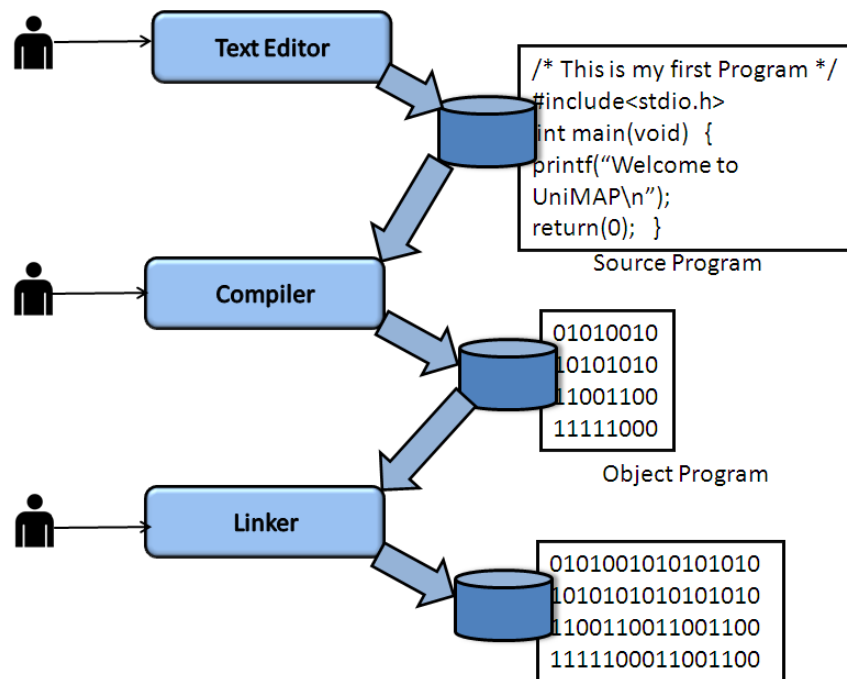 Text Editor
/* This is my first Program */
#include<stdio.h>
int main(void) {
printf(“Welcome to
UniMAP\n”);
return(0); }
Source Program
Compiler
01010010
10101010
11001100
11111000
Object Program
Linker
0101001010101010
1010101010101010
1100110011001100
1111100011001100